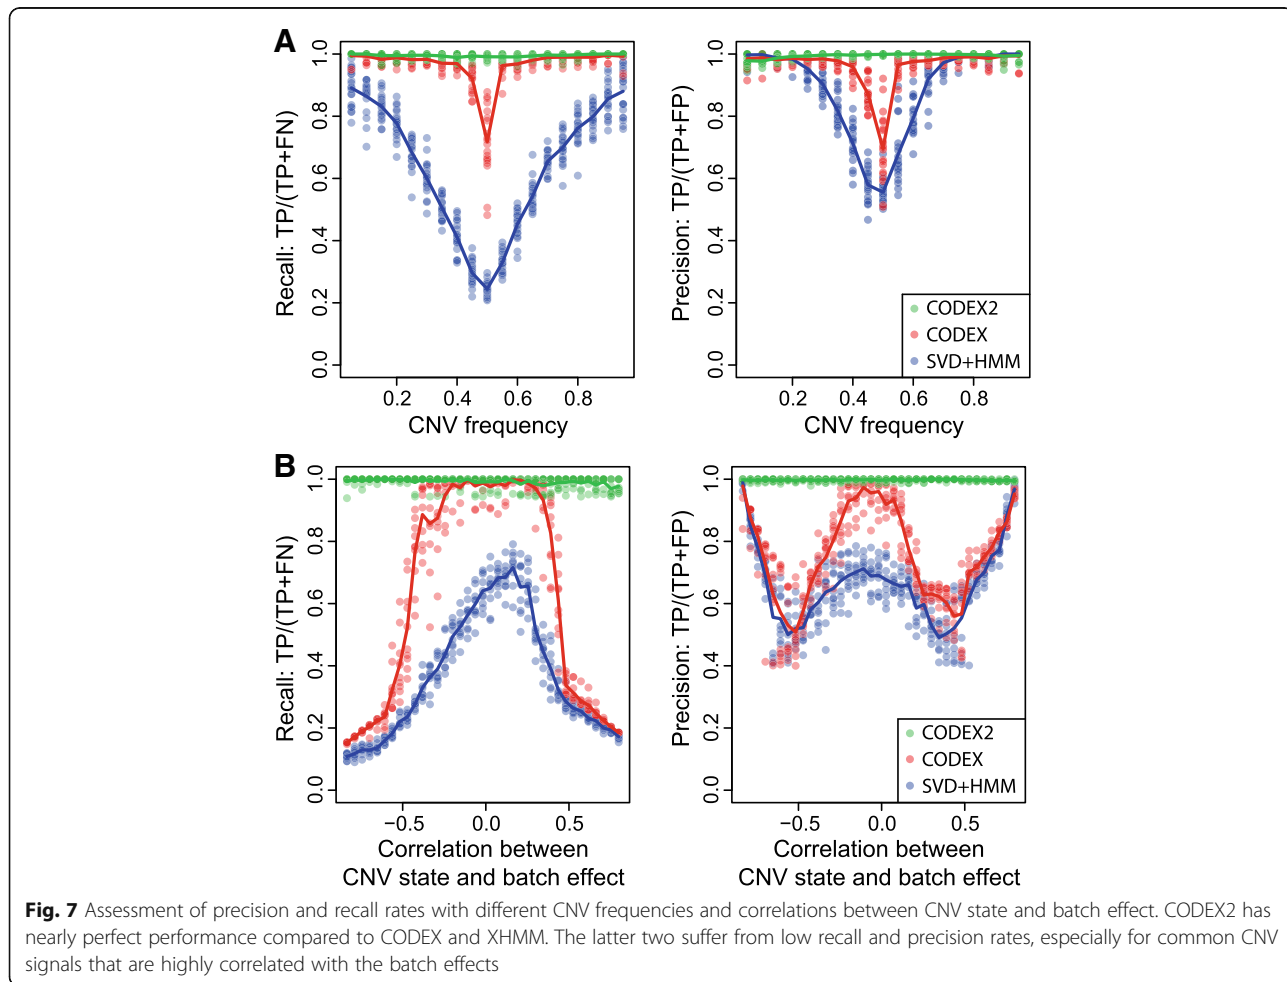 A
Recall: TP/(TP+FN)
0.0 0.2 0.4 0.6 0.8 1.0
0.2 0.4 0.6 0.8
CNV frequency
Precision: TP/(TP+FP)
0.0 0.2 0.4 0.6 0.8 1.0
CODEX2
CODEX
SVD+HMM
0.2 0.4 0.6 0.8
CNV frequency
B
Recall: TP/(TP+FN)
0.0 0.2 0.4 0.6 0.8 1.0
−0.5 0.0 0.5
Correlation between
CNV state and batch effect
Precision: TP/(TP+FP)
0.0 0.2 0.4 0.6 0.8 1.0
CODEX2
CODEX
SVD+HMM
−0.5 0.0 0.5
Correlation between
CNV state and batch effect
Fig. 7 Assessment of precision and recall rates with different CNV frequencies and correlations between CNV state and batch effect. CODEX2 has
nearly perfect performance compared to CODEX and XHMM. The latter two suffer from low recall and precision rates, especially for common CNV
signals that are highly correlated with the batch effects